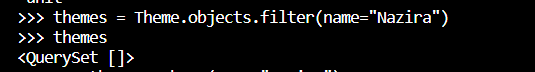 >>> themes = Theme.objects.filter(name="Nazira")
>>> themes
<QuerySet []>